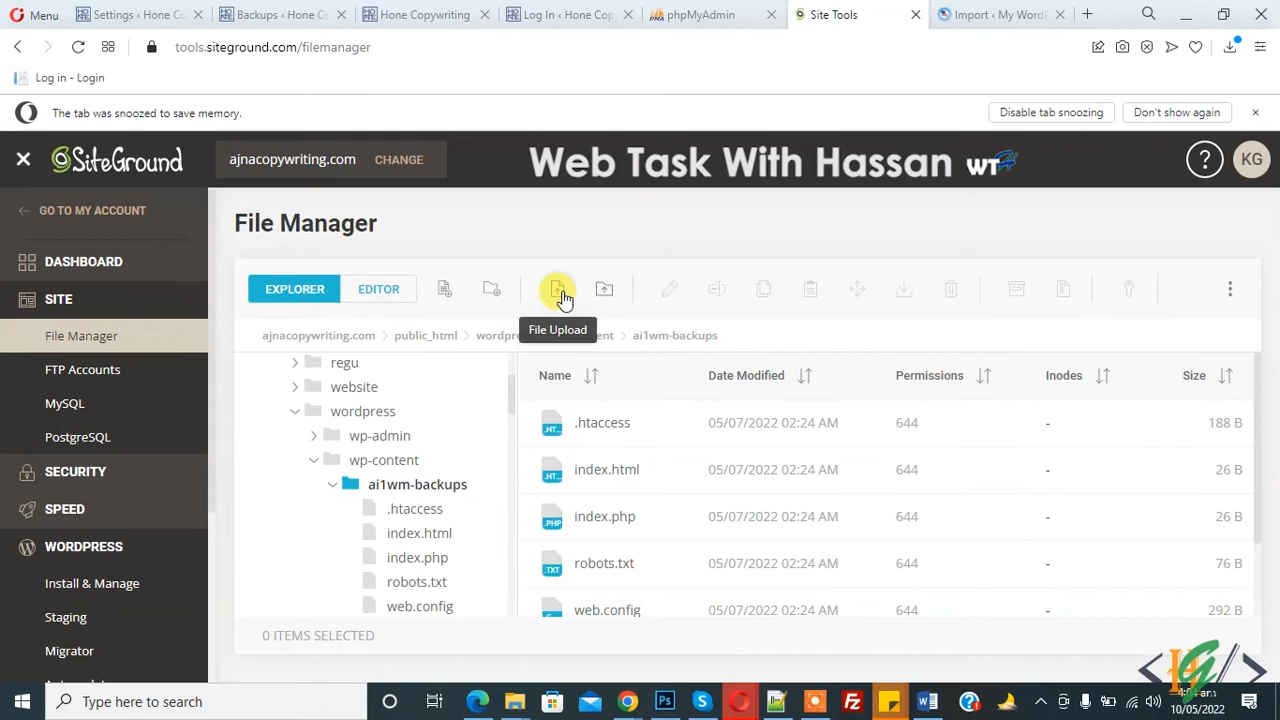 Menu
Settings ‹ Hone Co
Backups ‹ Hone Co
Hone Copywriting
Log In ‹ Hone Cop
phpMyAdmin
Site Tools
Import ‹ My WordP
tools.siteground.com/filemanager
Log in - Login
The tab was snoozed to save memory.
Disable tab snoozing
Don't show again
SiteGround
ajnacopywriting.com
CHANGE
Web Task With Hassan
WT
?
KG
GO TO MY ACCOUNT
File Manager
DASHBOARD
SITE
File Manager
FTP Accounts
MySQL
PostgreSQL
SECURITY
SPEED
WORDPRESS
Install & Manage
Staging
Migrator
EXPLORER
EDITOR
File Upload
ajnacopywriting.com > public_html > wordpre
ent > ai1wm-backups
regu
website
wordpress
wp-admin
wp-content
ai1wm-backups
.htaccess
index.html
index.php
robots.txt
web.config
Name Date Modified Permissions Inodes Size
.htaccess 05/07/2022 02:24 AM 644 - 188 B
index.html 05/07/2022 02:24 AM 644 - 26 B
index.php 05/07/2022 02:24 AM 644 - 26 B
robots.txt 05/07/2022 02:24 AM 644 - 76 B
web.config 05/07/2022 02:24 AM 644 - 292 B
0 ITEMS SELECTED
Type here to search
am
10/05/2022